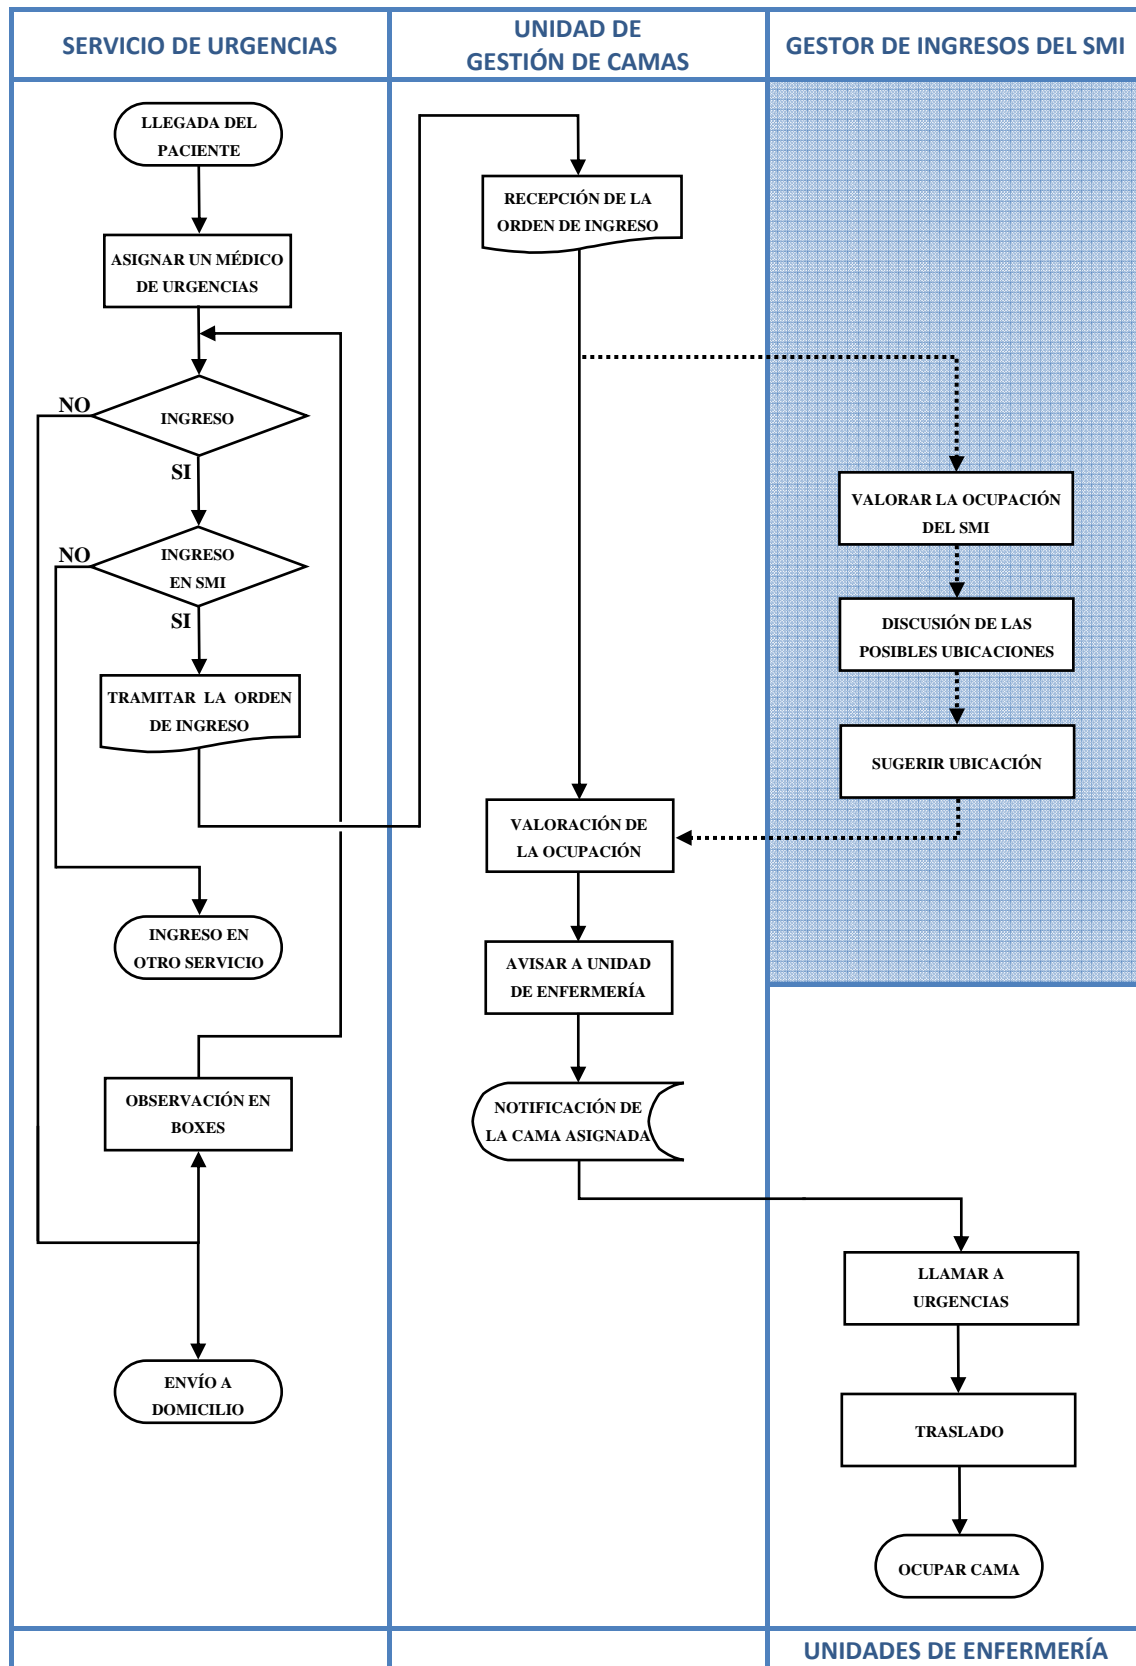 SERVICIO DE URGENCIAS
UNIDAD DE
GESTIÓN DE CAMAS
GESTOR DE INGRESOS DEL SMI
LLEGADA DEL
PACIENTE
ASIGNAR UN MÉDICO
DE URGENCIAS
NO
INGRESO
SI
NO
INGRESO
EN SMI
SI
TRAMITAR LA ORDEN
DE INGRESO
INGRESO EN
OTRO SERVICIO
OBSERVACIÓN EN
BOXES
ENVÍO A
DOMICILIO
RECEPCIÓN DE LA
ORDEN DE INGRESO
VALORACIÓN DE
LA OCUPACIÓN
AVISAR A UNIDAD
DE ENFERMERÍA
NOTIFICACIÓN DE
LA CAMA ASIGNADA
VALORAR LA OCUPACIÓN
DEL SMI
DISCUSIÓN DE LAS
POSIBLES UBICACIONES
SUGERIR UBICACIÓN
LLAMAR A
URGENCIAS
TRASLADO
OCUPAR CAMA
UNIDADES DE ENFERMERÍA